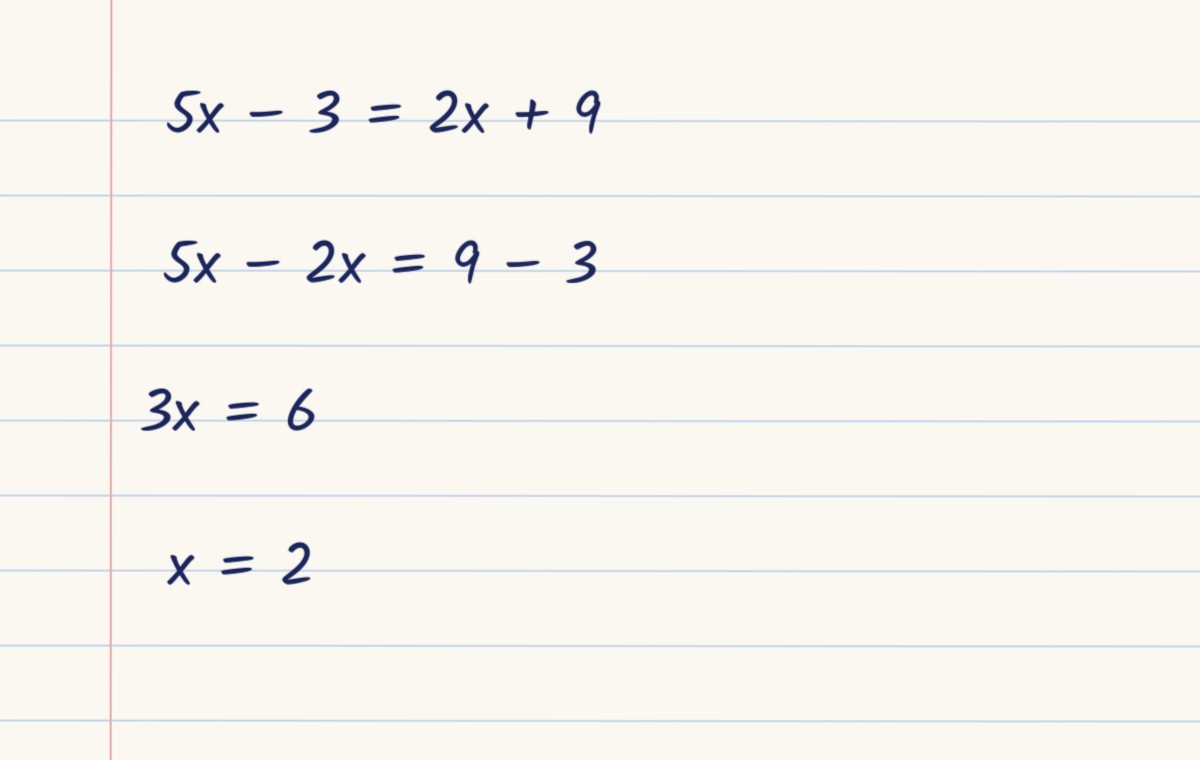 5x − 3 = 2x + 9
5x − 2x = 9 − 3
3x = 6
x = 2